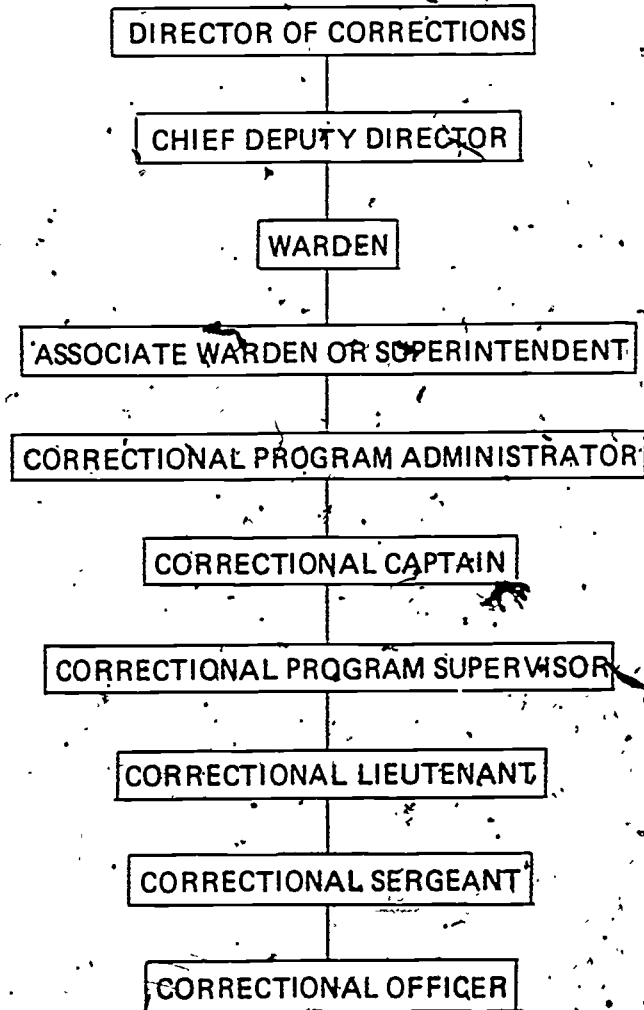 DIRECTOR OF CORRECTIONS
CHIEF DEPUTY DIRECTOR
WARDEN
ASSOCIATE WARDEN OR SUPERINTENDENT
CORRECTIONAL PROGRAM ADMINISTRATOR
CORRECTIONAL CAPTAIN
CORRECTIONAL PROGRAM SUPERVISOR
CORRECTIONAL LIEUTENANT
CORRECTIONAL SERGEANT
CORRECTIONAL OFFICER